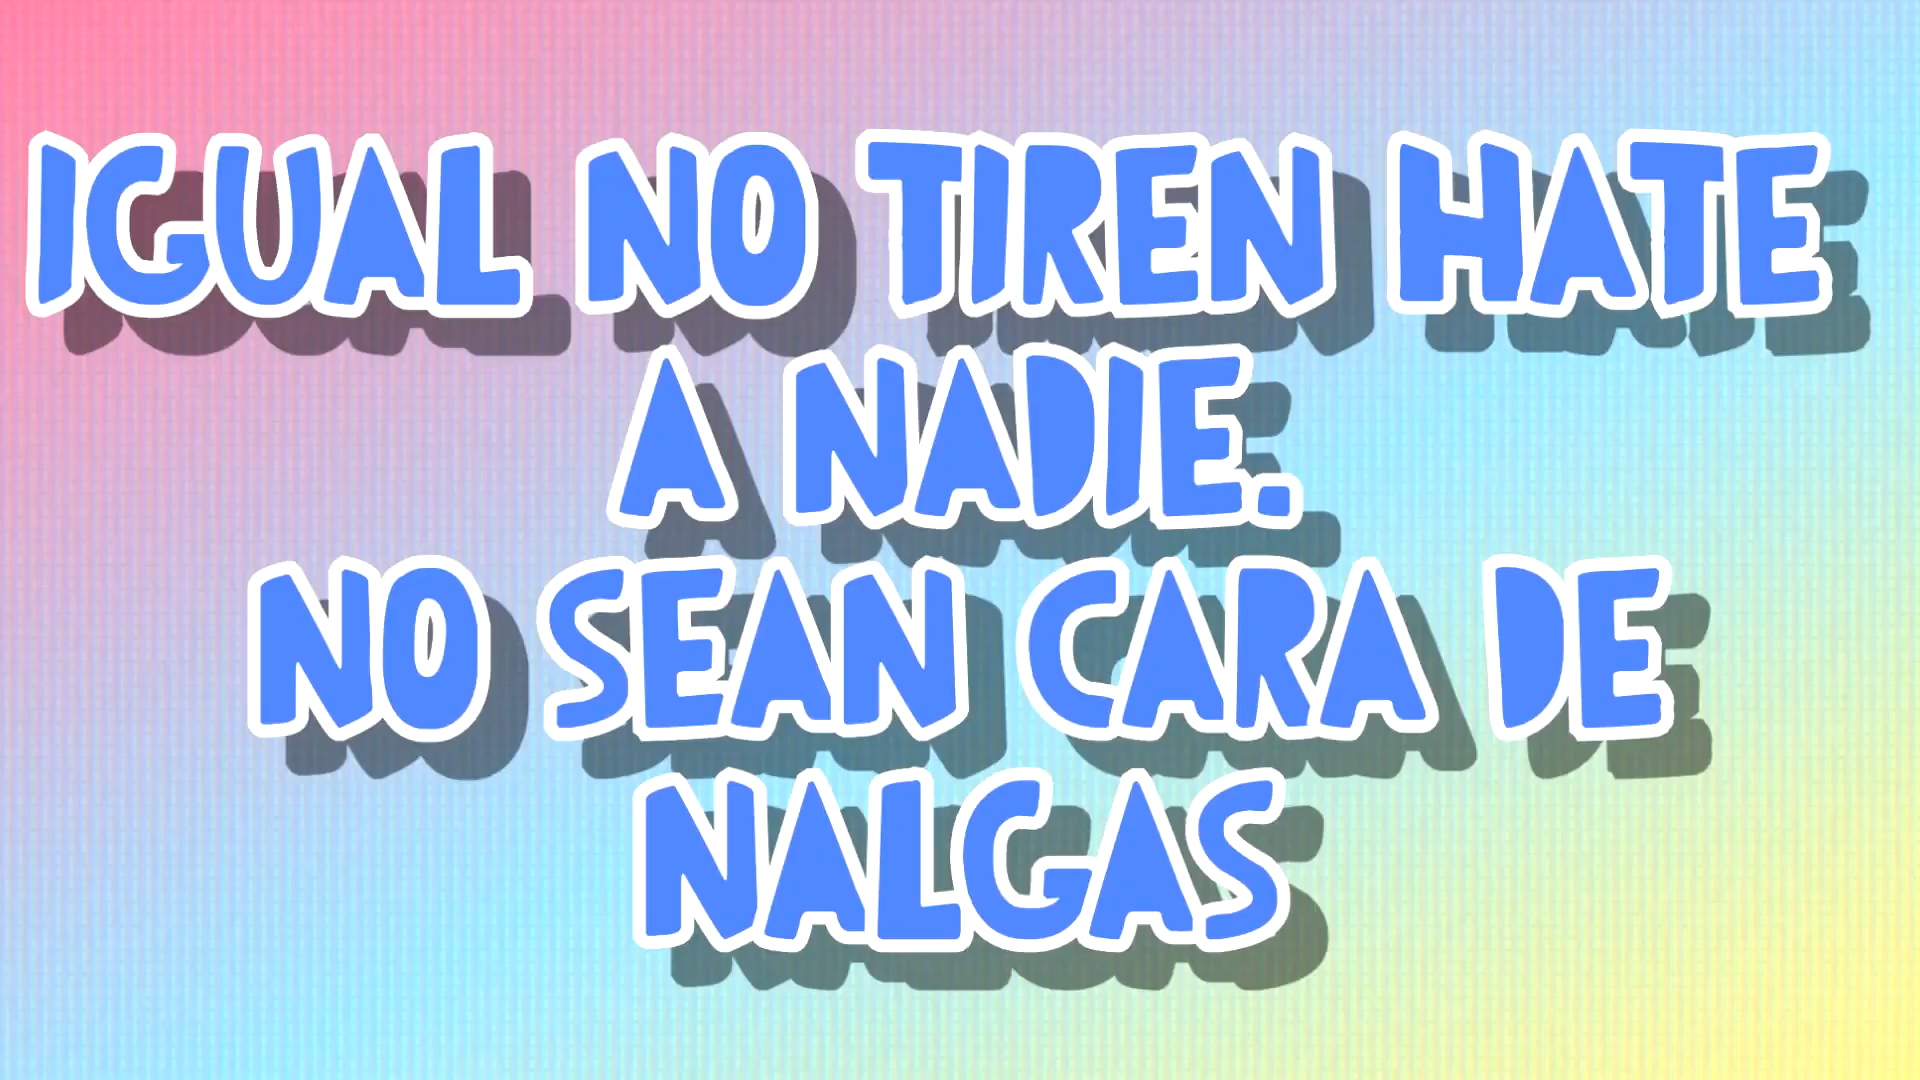 IGUAL NO TIREN HATE
A NADIE.
NO SEAN CARA DE
NALGAS